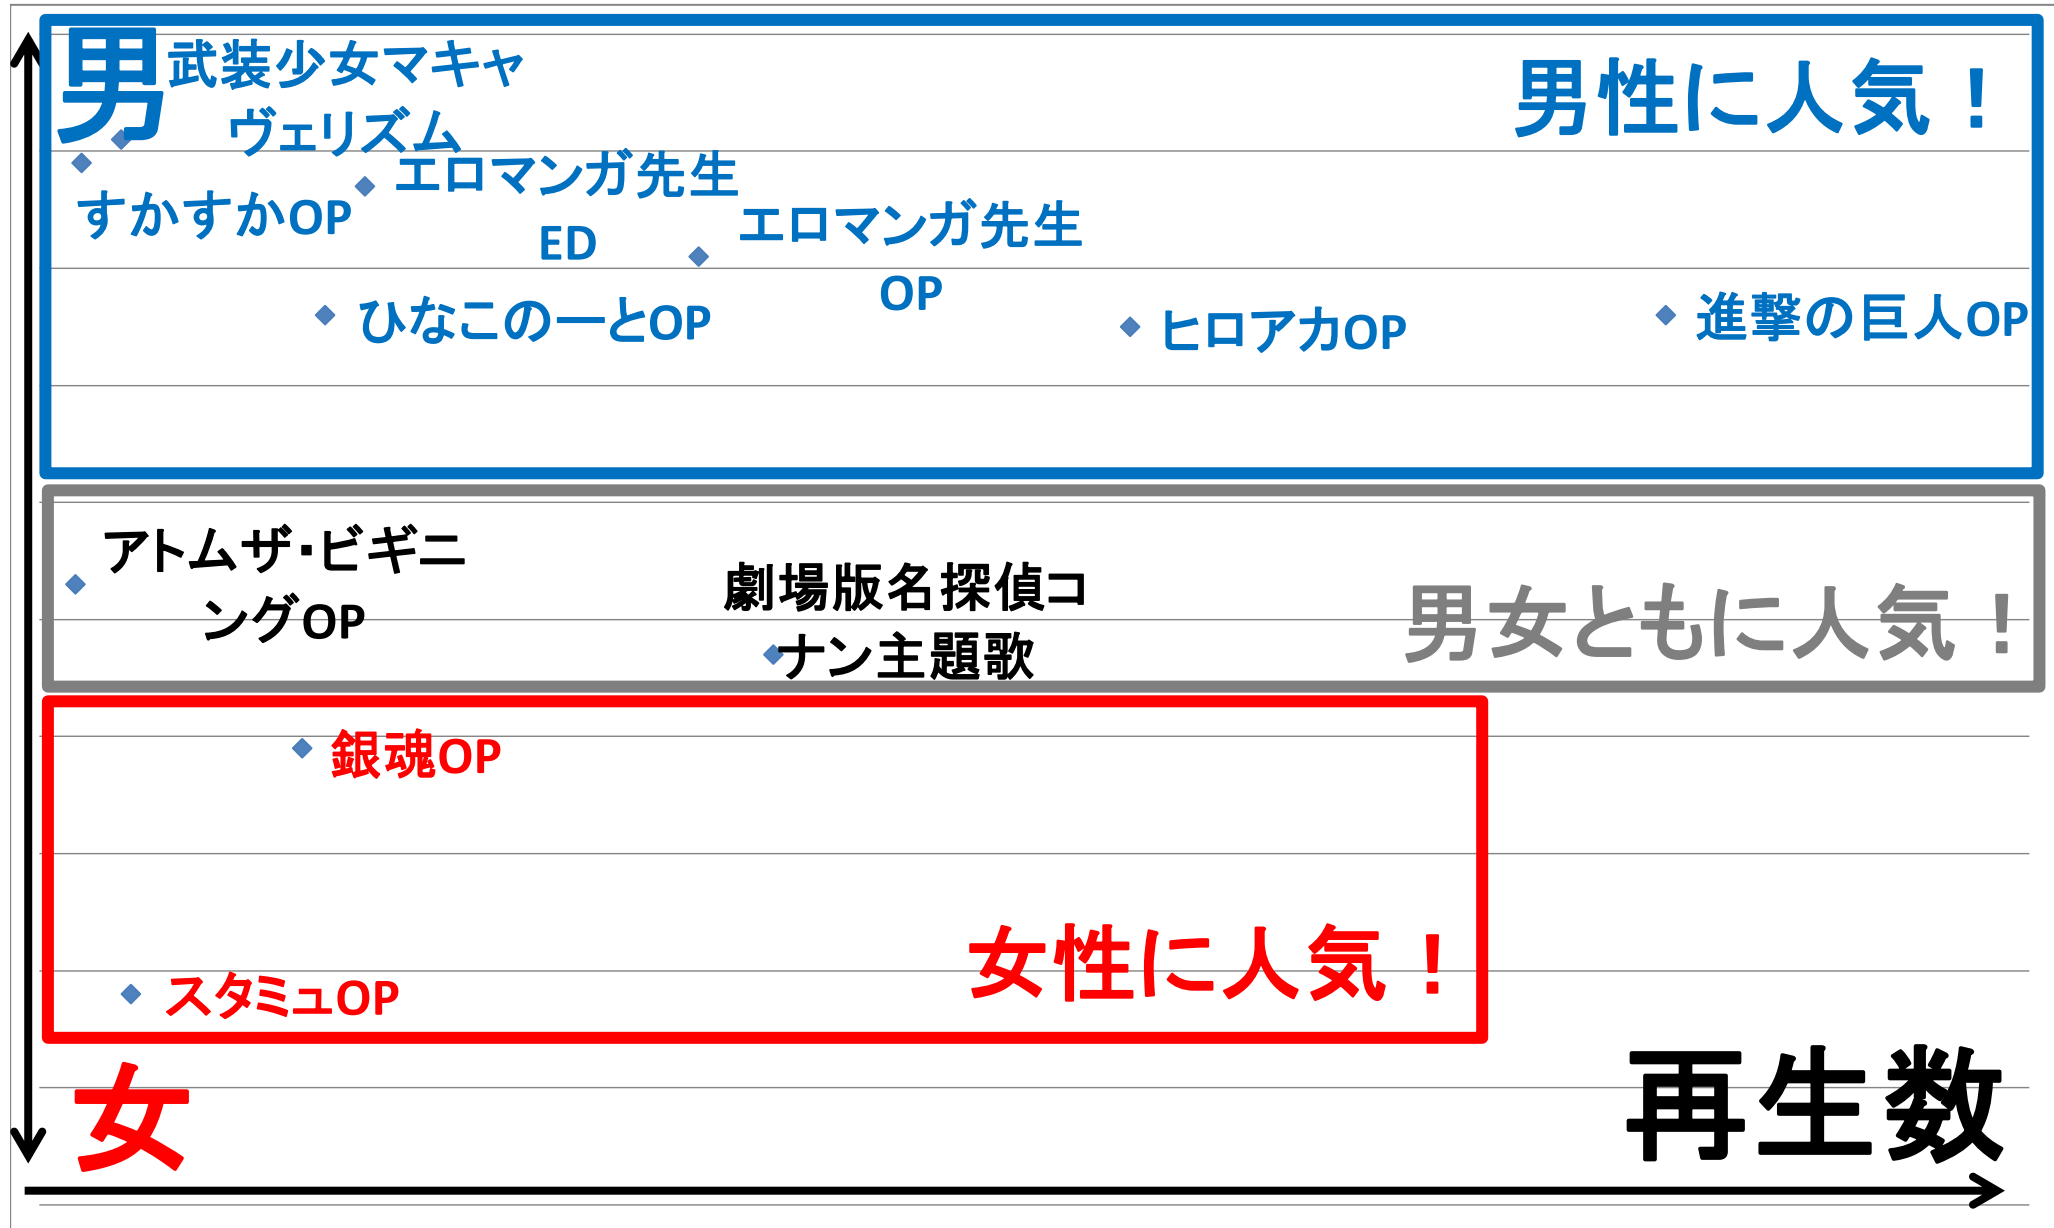 男
武装少女マキャ
ヴェリズム
男性に人気！
すかすかOP
エロマンガ先生
ED
エロマンガ先生
OP
ひなこのーとOP
ヒロアカOP
進撃の巨人OP
アトムザ・ビギニ
ングOP
劇場版名探偵コ
ナン主題歌
男女ともに人気！
銀魂OP
女性に人気！
スタミュOP
女
再生数